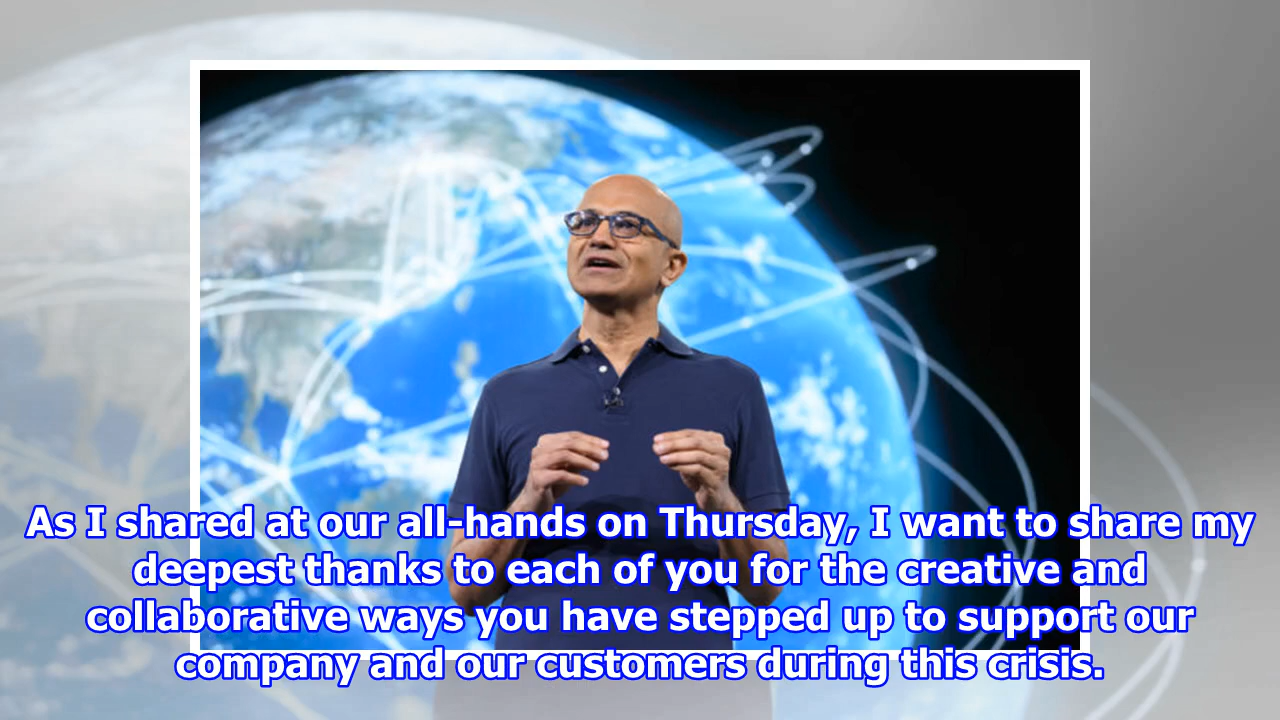 As I shared at our all-hands on Thursday, I want to share my
deepest thanks to each of you for the creative and
collaborative ways you have stepped up to support our
company and our customers during this crisis.